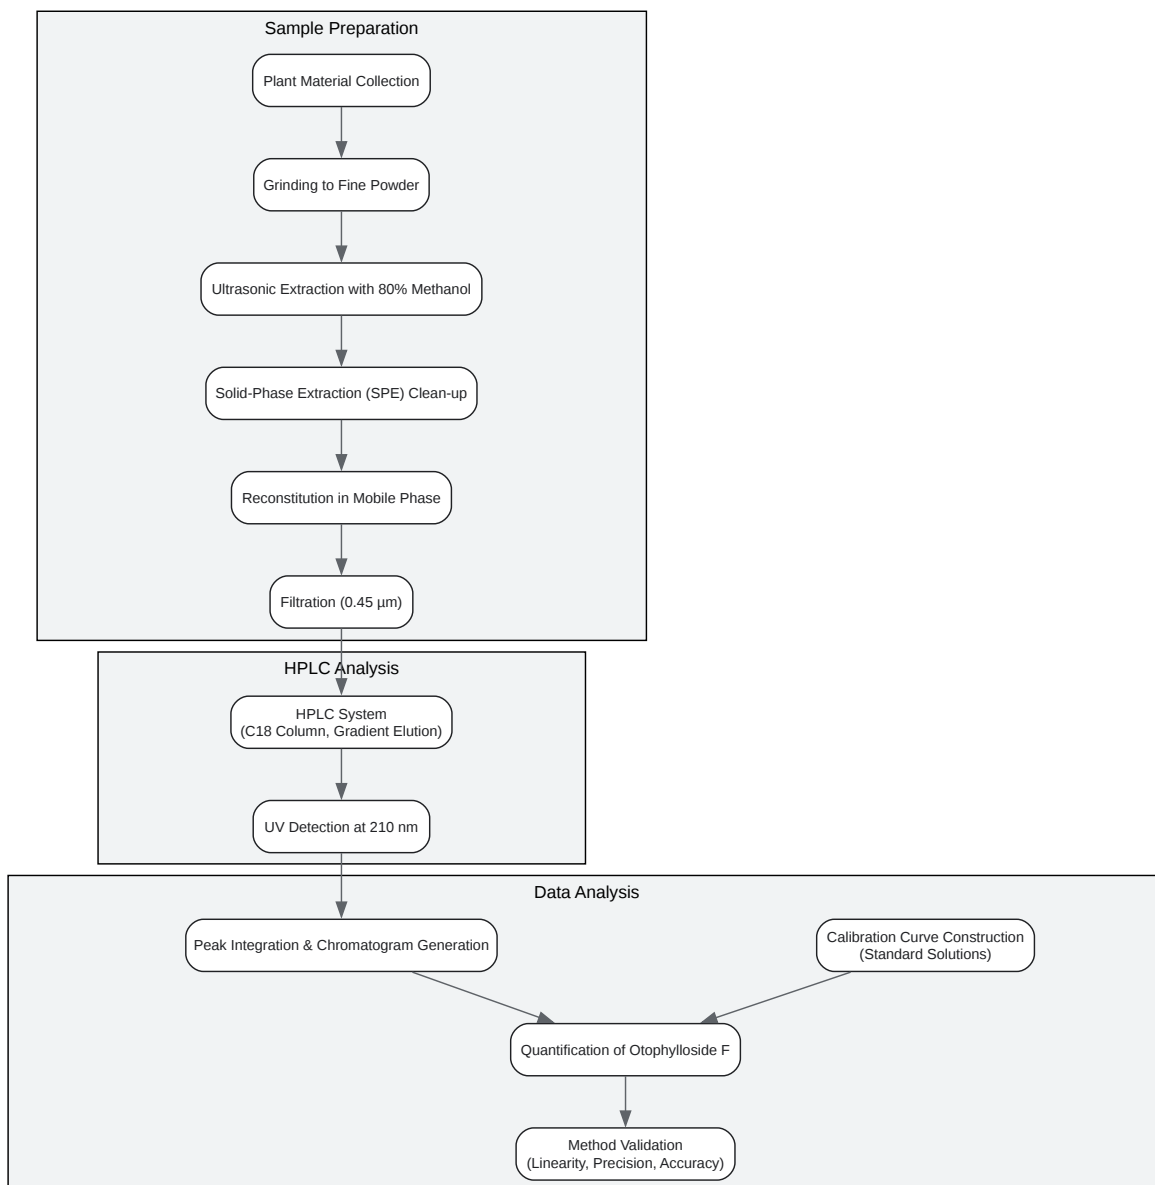 Sample Preparation
Plant Material Collection
Grinding to Fine Powder
Ultrasonic Extraction with 80% Methanol
Solid-Phase Extraction (SPE) Clean-up
Reconstitution in Mobile Phase
Filtration (0.45 µm)
HPLC Analysis
HPLC System
(C18 Column, Gradient Elution)
UV Detection at 210 nm
Data Analysis
Peak Integration & Chromatogram Generation
Calibration Curve Construction
(Standard Solutions)
Quantification of Otophylloside F
Method Validation
(Linearity, Precision, Accuracy)